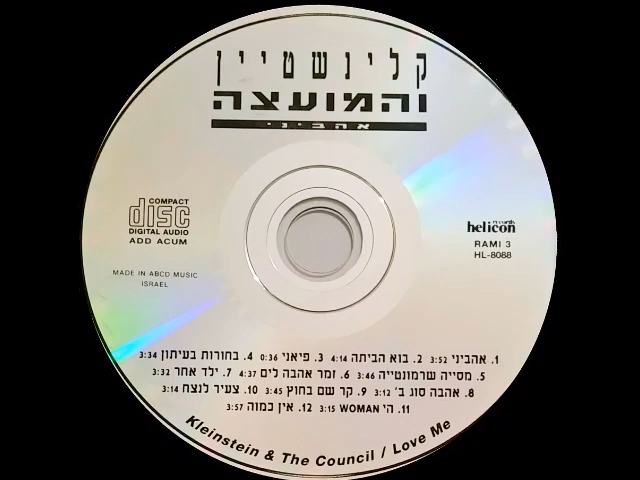 קלינשטיין
והמועצה
אהביני
COMPACT
disc
DIGITAL AUDIO
ADD ACUM
records
helicon
RAMI 3
HL-8088
MADE IN ABCD MUSIC
ISRAEL
1. אהביני 3:52 2. בוא הביתה 4:14 3. פיאני 0:36 4. בחורות בעיתון 3:34
5. מסייה שרמונטייה 3:46 6. זמר אהבה לים 4:37 7. ילד אחר 3:32
8. אהבה סוג ב' 3:12 9. קר שם בחוץ 3:45 10. צעיר לנצח 3:14
11. הי WOMAN 3:15 12. אין כמוה 3:57
Kleinstein & The Council / Love Me